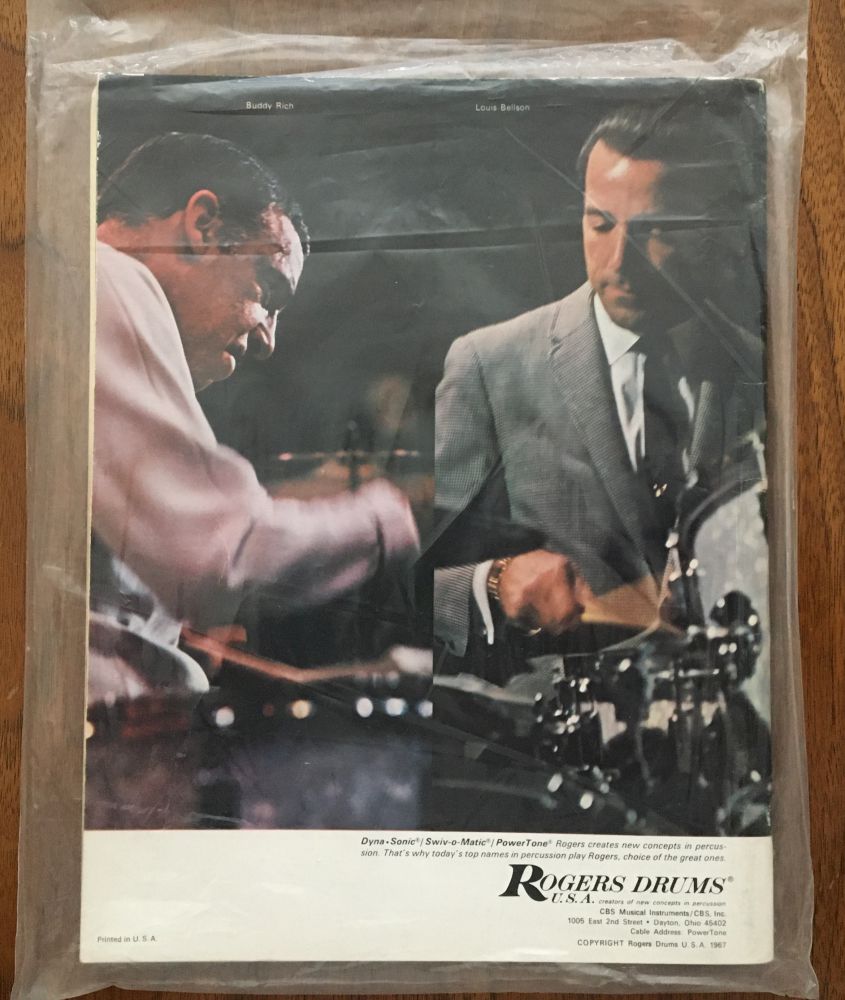 Buddy Rich
Louis Bellson
Dyna•Sonic®/ Swiv-o-Matic®/ PowerTone® Rogers creates new concepts in percus-
sion. That's why today's top names in percussion play Rogers, choice of the great ones.
ROGERS DRUMS®
U.S.A. creators of new concepts in percussion
CBS Musical Instruments/CBS, Inc.
1005 East 2nd Street • Dayton, Ohio 45402
Cable Address: PowerTone
Printed in U. S. A.
COPYRIGHT Rogers Drums U. S. A. 1967